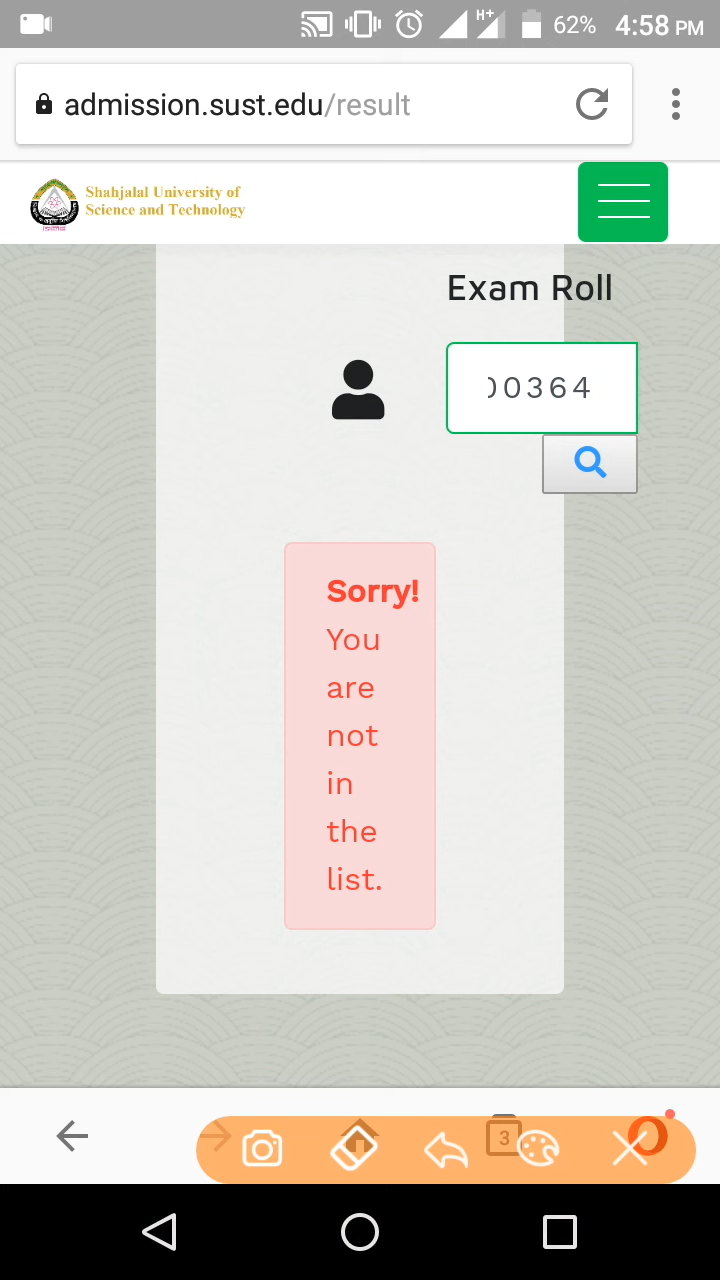 62% 4:58 PM
H+
admission.sust.edu/result
Shahjalal University of
Science and Technology
Exam Roll
00364
Sorry!
You
are
not
in
the
list.
3